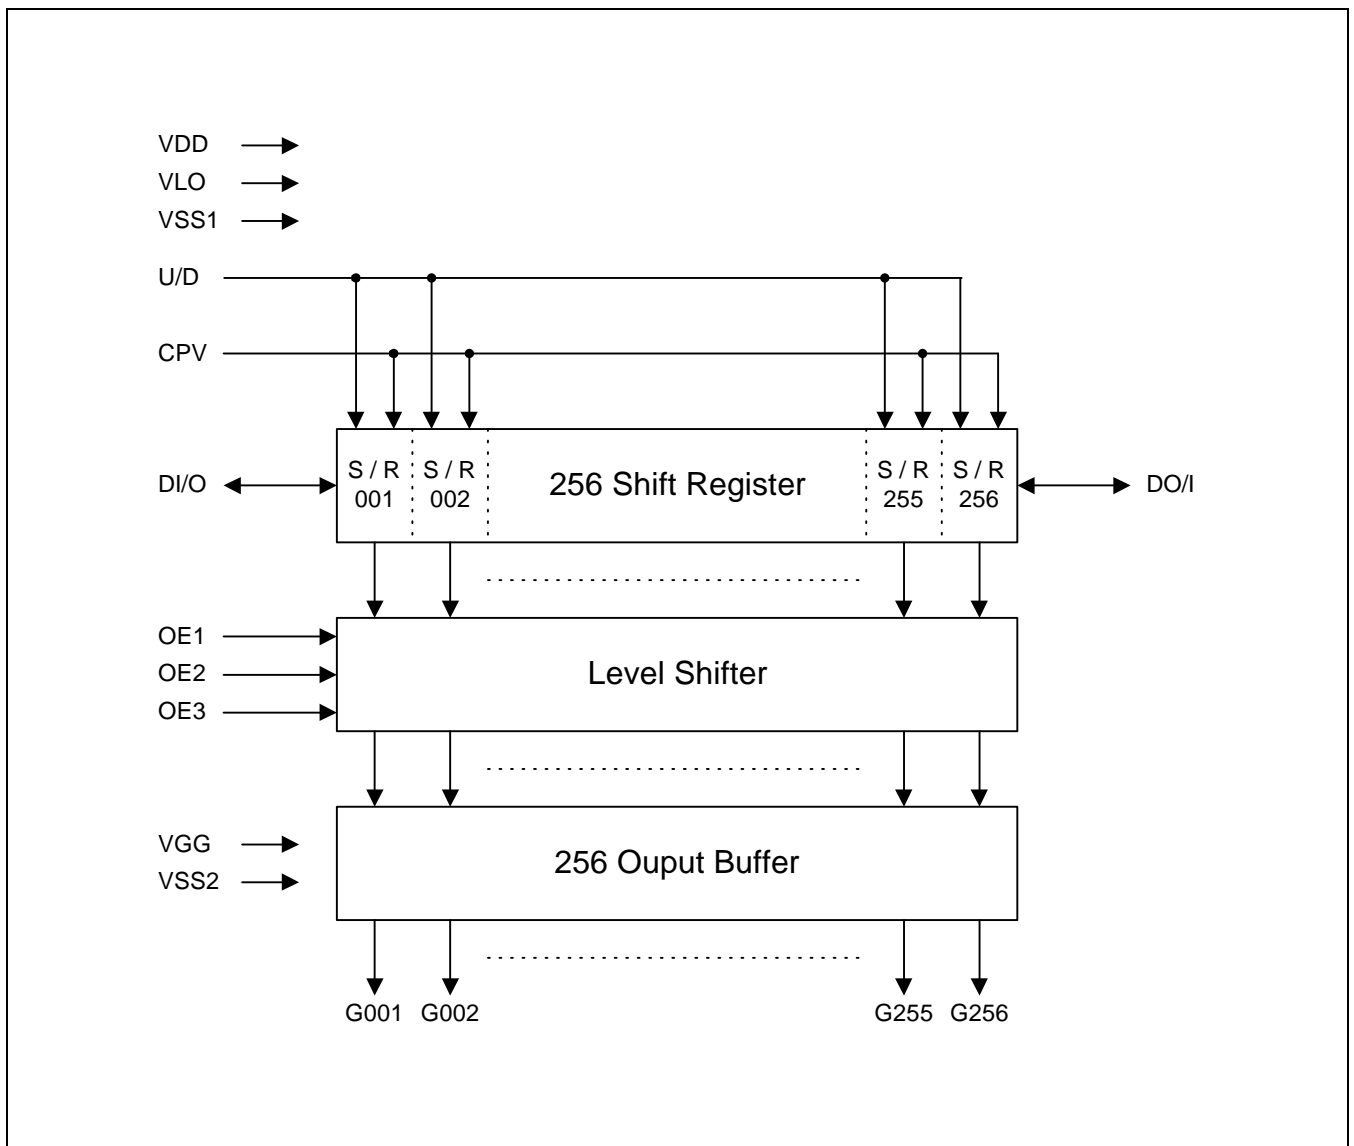 VDD
VLO
VSS1
U/D
CPV
DI/O
S / R
001
S / R
002
256 Shift Register
S / R
255
S / R
256
DO/I
OE1
OE2
OE3
Level Shifter
VGG
VSS2
256 Ouput Buffer
G001
G002
G255
G256